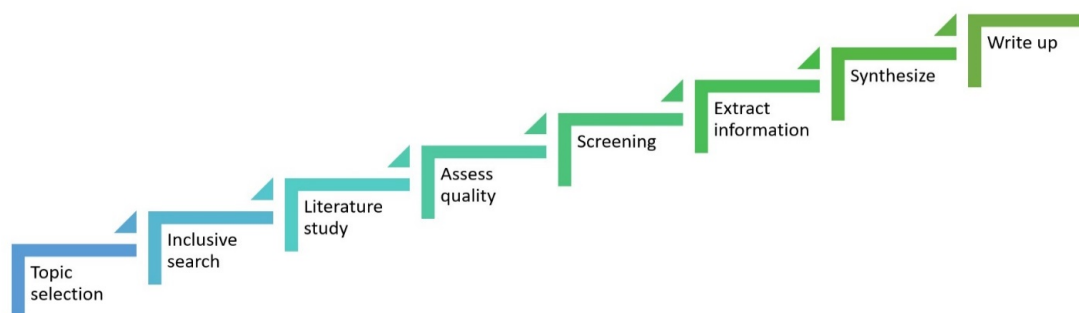 Topic
selection
Inclusive
search
Literature
study
Assess
quality
Screening
Extract
information
Synthesize
Write up